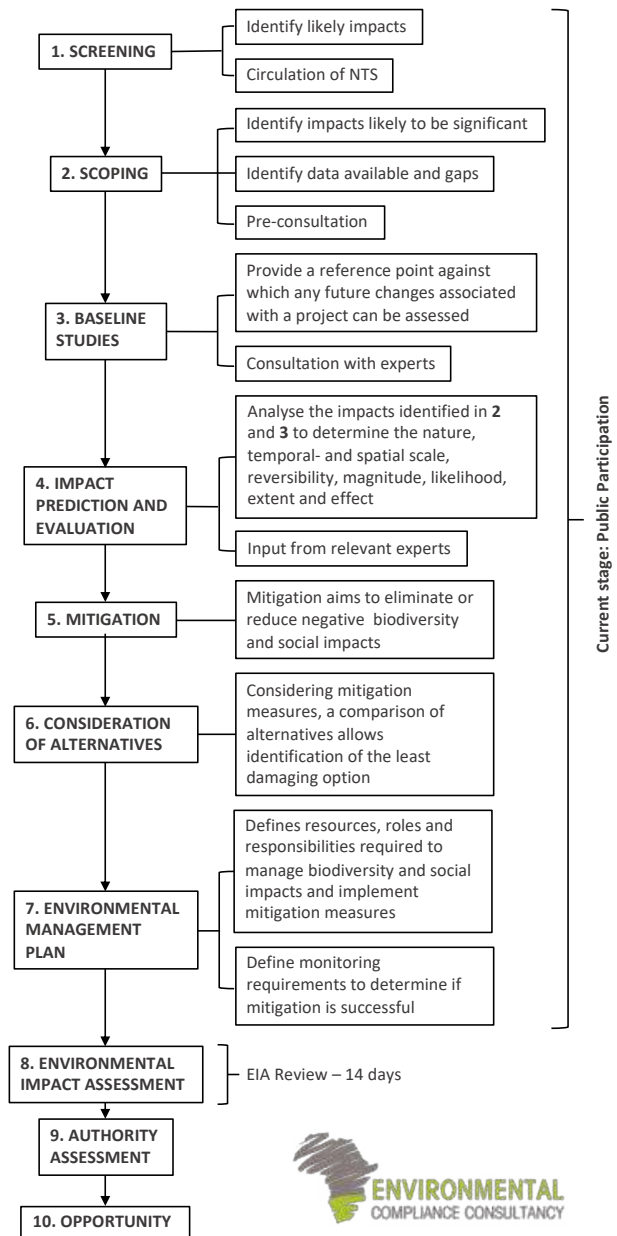 1. SCREENING
Identify likely impacts
Circulation of NTS
2. SCOPING
Identify impacts likely to be significant
Identify data available and gaps
Pre-consultation
3. BASELINE
STUDIES
Provide a reference point against
which any future changes associated
with a project can be assessed
Consultation with experts
4. IMPACT
PREDICTION AND
EVALUATION
Analyse the impacts identified in 2
and 3 to determine the nature,
temporal- and spatial scale,
reversibility, magnitude, likelihood,
extent and effect
Input from relevant experts
5. MITIGATION
Mitigation aims to eliminate or
reduce negative biodiversity
and social impacts
6. CONSIDERATION
OF ALTERNATIVES
Considering mitigation
measures, a comparison of
alternatives allows
identification of the least
damaging option
7. ENVIRONMENTAL
MANAGEMENT
PLAN
Defines resources, roles and
responsibilities required to
manage biodiversity and social
impacts and implement
mitigation measures
Define monitoring
requirements to determine if
mitigation is successful
Current stage: Public Participation
8. ENVIRONMENTAL
IMPACT ASSESSMENT
EIA Review – 14 days
9. AUTHORITY
ASSESSMENT
10. OPPORTUNITY
ENVIRONMENTAL
COMPLIANCE CONSULTANCY